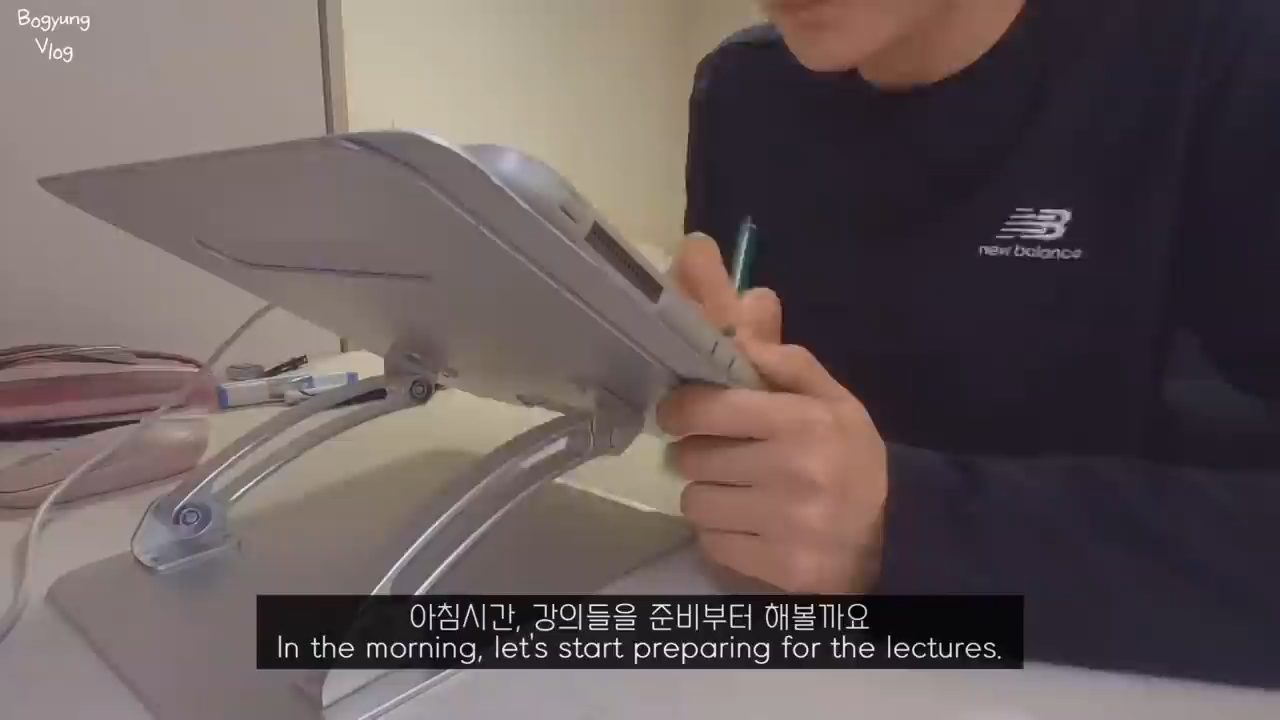 Bogyung
Vlog
new balance
아침시간, 강의들을 준비부터 해볼까요
In the morning, let's start preparing for the lectures.